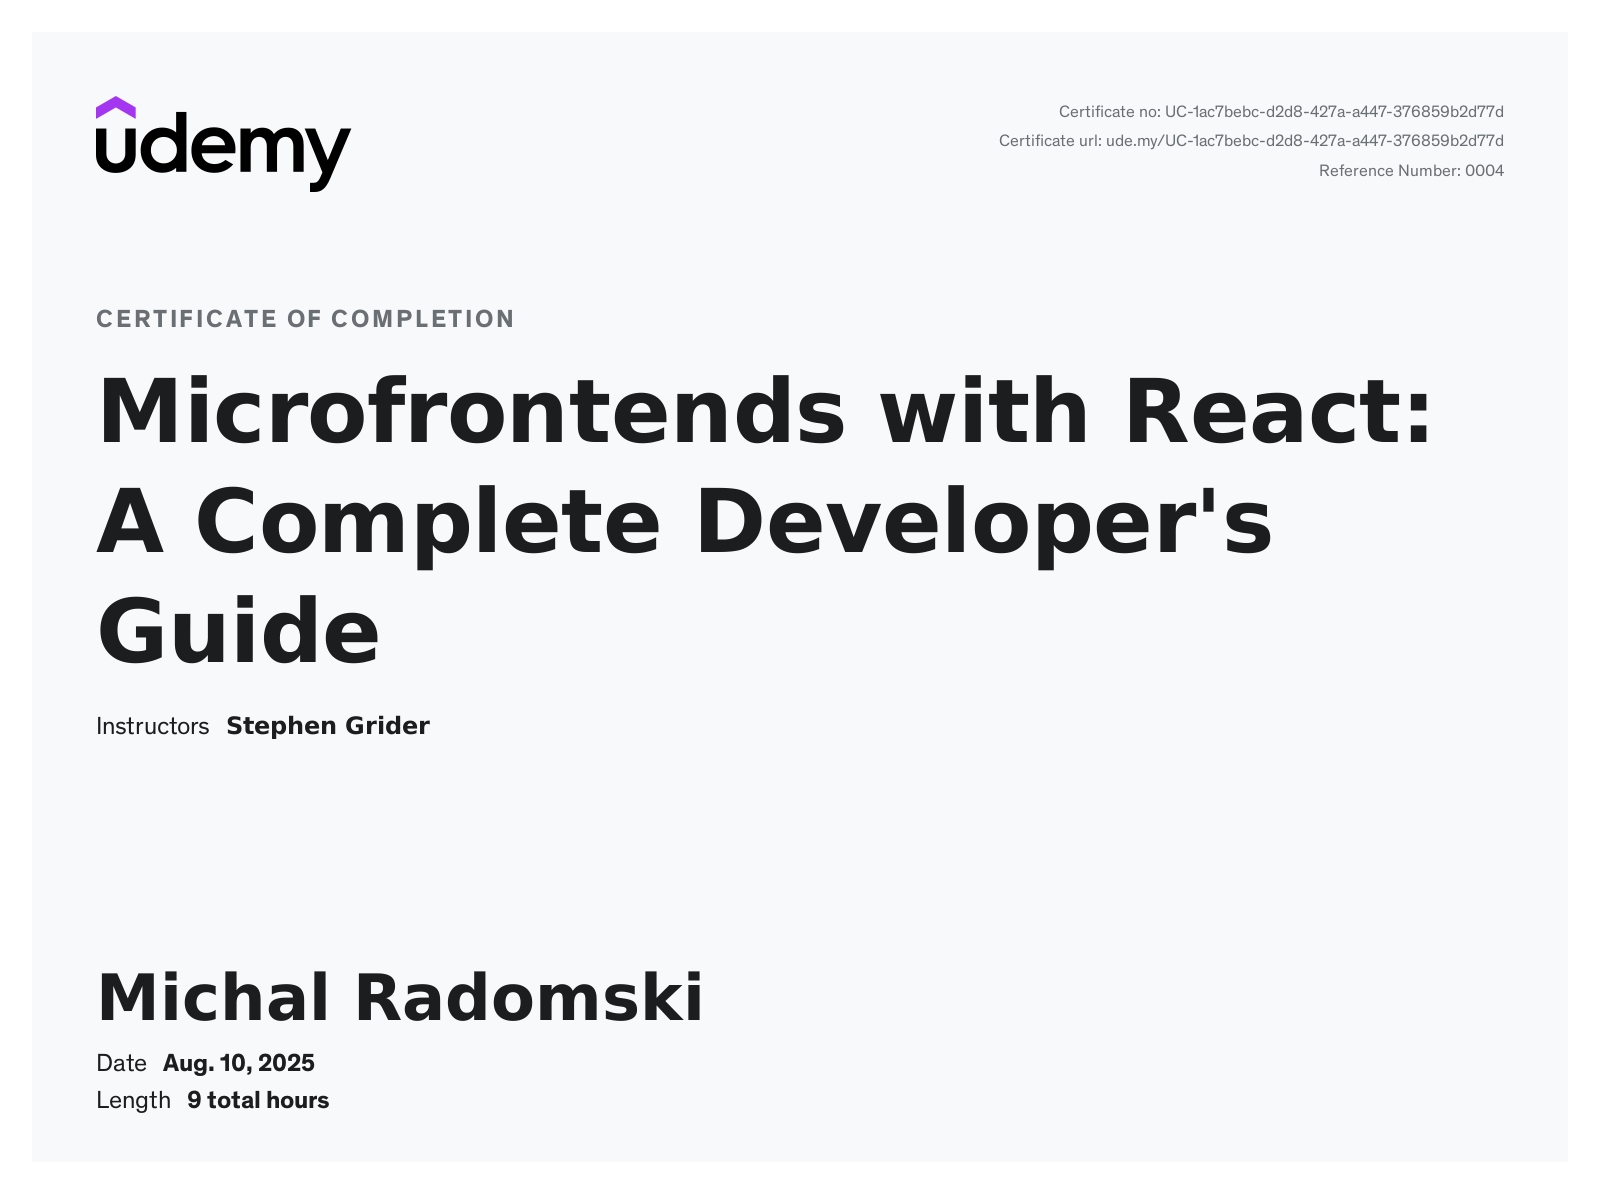 udemy
Certificate no: UC-1ac7bebc-d2d8-427a-a447-376859b2d77d
Certificate url: ude.my/UC-1ac7bebc-d2d8-427a-a447-376859b2d77d
Reference Number: 0004
CERTIFICATE OF COMPLETION
Microfrontends with React:
A Complete Developer's
Guide
Instructors Stephen Grider
Michal Radomski
Date Aug. 10, 2025
Length 9 total hours